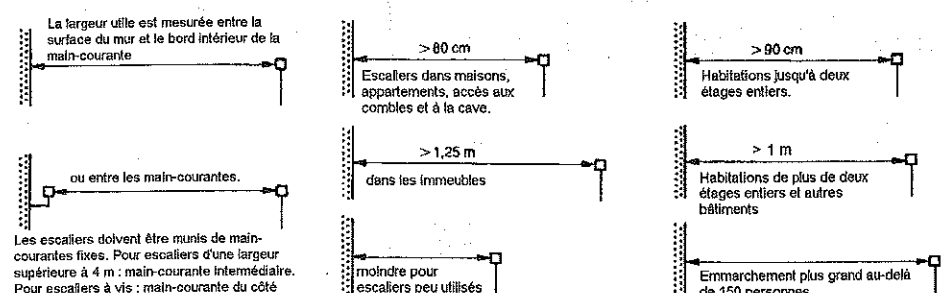 La largeur utile est mesurée entre la
surface du mur et le bord intérieur de la
main-courante
ou entre les main-courantes.
Les escaliers doivent être munis de main-
courantes fixes. Pour escaliers d'une largeur
supérieure à 4 m : main-courante intermédiaire.
Pour escaliers à vis : main-courante du côté
> 80 cm
Escaliers dans maisons,
appartements, accès aux
combles et à la cave.
> 1,25 m
dans les immeubles
moindre pour
escaliers peu utilisés
> 90 cm
Habitations jusqu'à deux
étages entiers.
> 1 m
Habitations de plus de deux
étages entiers et autres
bâtiments
Emmarchement plus grand au-delà
de 150 personnes